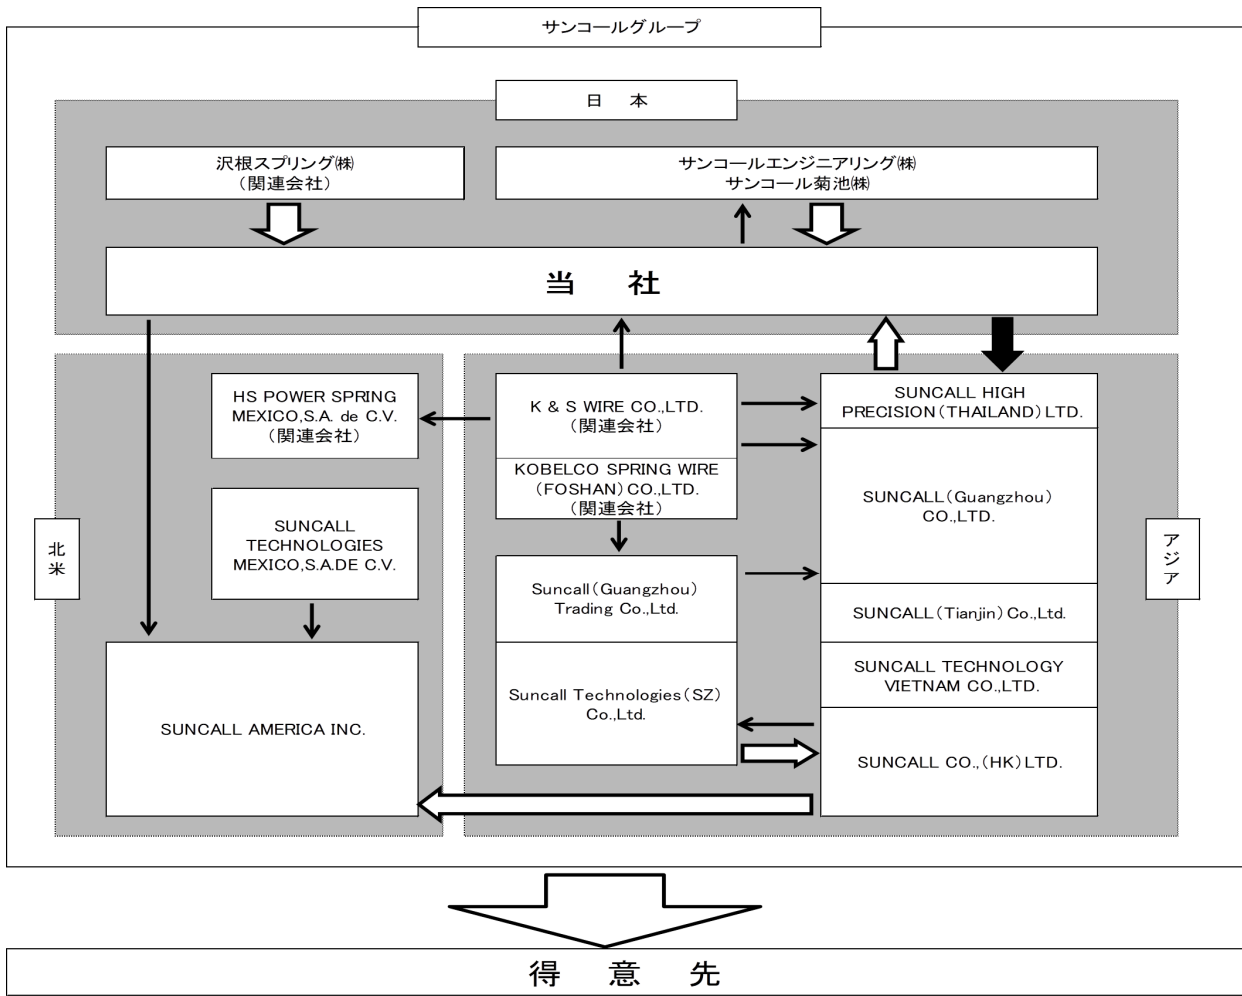 サンコールグループ
日 本
沢根スプリング㈱
（関連会社）
サンコールエンジニアリング㈱
サンコール菊池㈱
当 社
北米
HS POWER SPRING
MEXICO,S.A. de C.V.
（関連会社）
SUNCALL
TECHNOLOGIES
MEXICO,S.A.DE C.V.
SUNCALL AMERICA INC.
K & S WIRE CO.,LTD.
（関連会社）
KOBELCO SPRING WIRE
（FOSHAN）CO.,LTD.
（関連会社）
Suncall（Guangzhou）
Trading Co.,Ltd.
Suncall Technologies（SZ）
Co.,Ltd.
SUNCALL HIGH
PRECISION（THAILAND）LTD.
SUNCALL（Guangzhou）
CO.,LTD.
SUNCALL（Tianjin）Co.,Ltd.
SUNCALL TECHNOLOGY
VIETNAM CO.,LTD.
SUNCALL CO.,（HK）LTD.
アジア
得 意 先